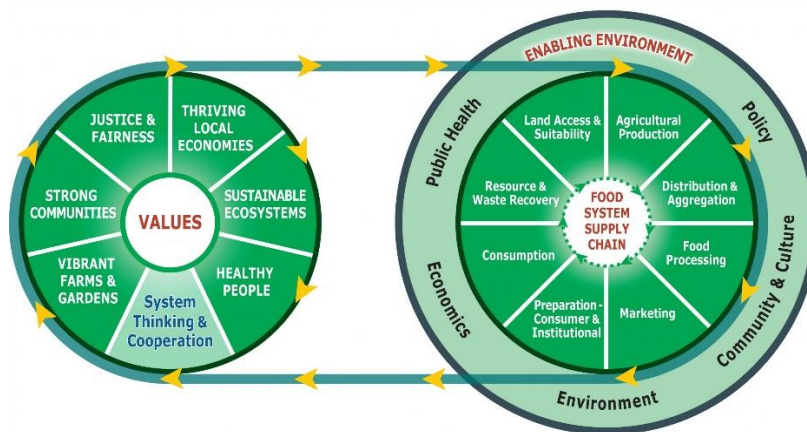 JUSTICE &
FAIRNESS
THRIVING
LOCAL
ECONOMIES
SUSTAINABLE
ECOSYSTEMS
HEALTHY
PEOPLE
System
Thinking &
Cooperation
VIBRANT
FARMS &
GARDENS
STRONG
COMMUNITIES
VALUES
ENABLING ENVIRONMENT
Policy
Community & Culture
Environment
Economics
Public Health
Land Access &
Suitability
Agricultural
Production
Distribution &
Aggregation
Food
Processing
Marketing
Preparation -
Consumer &
Institutional
Consumption
Resource &
Waste Recovery
FOOD
SYSTEM
SUPPLY
CHAIN